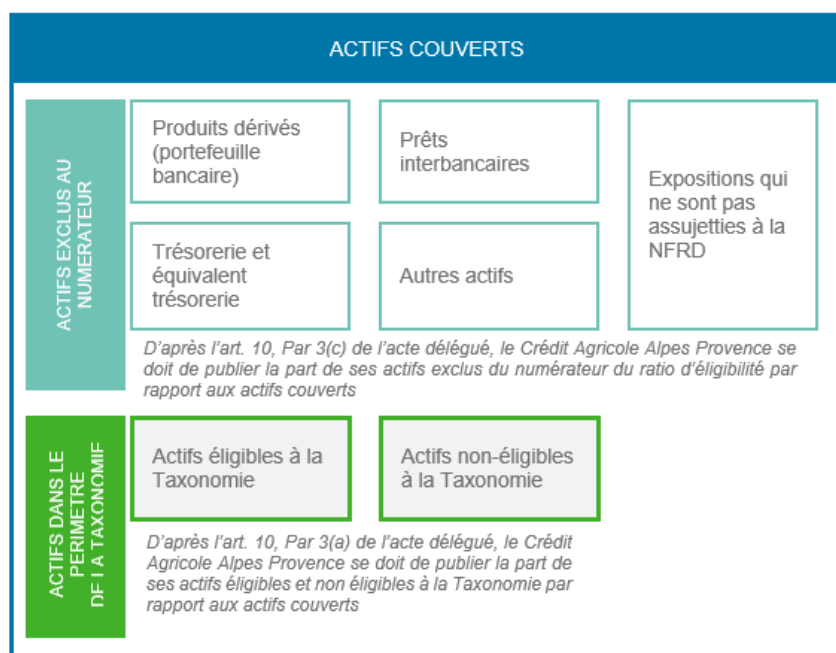 ACTIFS COUVERTS
ACTIFS EXCLUS AU
NUMERATEUR
Produits dérivés
(portefeuille
bancaire)
Prêts
interbancaires
Expositions qui
ne sont pas
assujetties à la
NFRD
Trésorerie et
équivalent
trésorerie
Autres actifs
D'après l'art. 10, Par 3(c) de l'acte délégué, le Crédit Agricole Alpes Provence se
doit de publier la part de ses actifs exclus du numérateur du ratio d'éligibilité par
rapport aux actifs couverts
ACTIFS DANS LE
PERIMETRE
DE LA TAXONOMIE
Actifs éligibles à la
Taxonomie
Actifs non-éligibles
à la Taxonomie
D'après l'art. 10, Par 3(a) de l'acte délégué, le Crédit
Agricole Alpes Provence se doit de publier la part de
ses actifs éligibles et non éligibles à la Taxonomie par
rapport aux actifs couverts